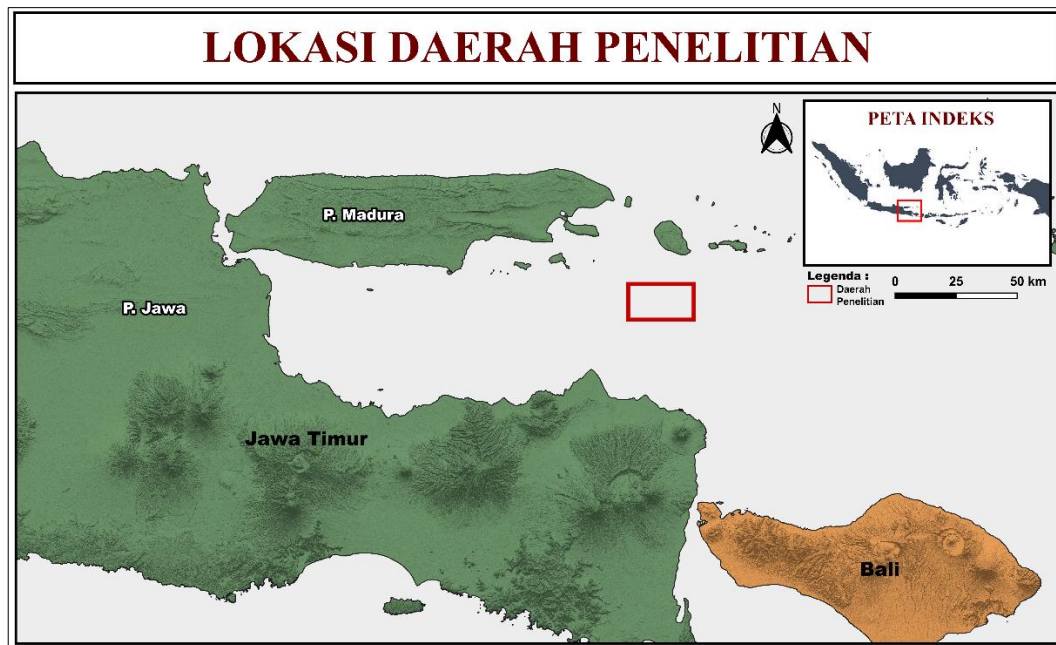 LOKASI DAERAH PENELITIAN
N
PETA INDEKS
P. Madura
Legenda :
Daerah
Penelitian
0 25 50 km
P. Jawa
Jawa Timur
Bali